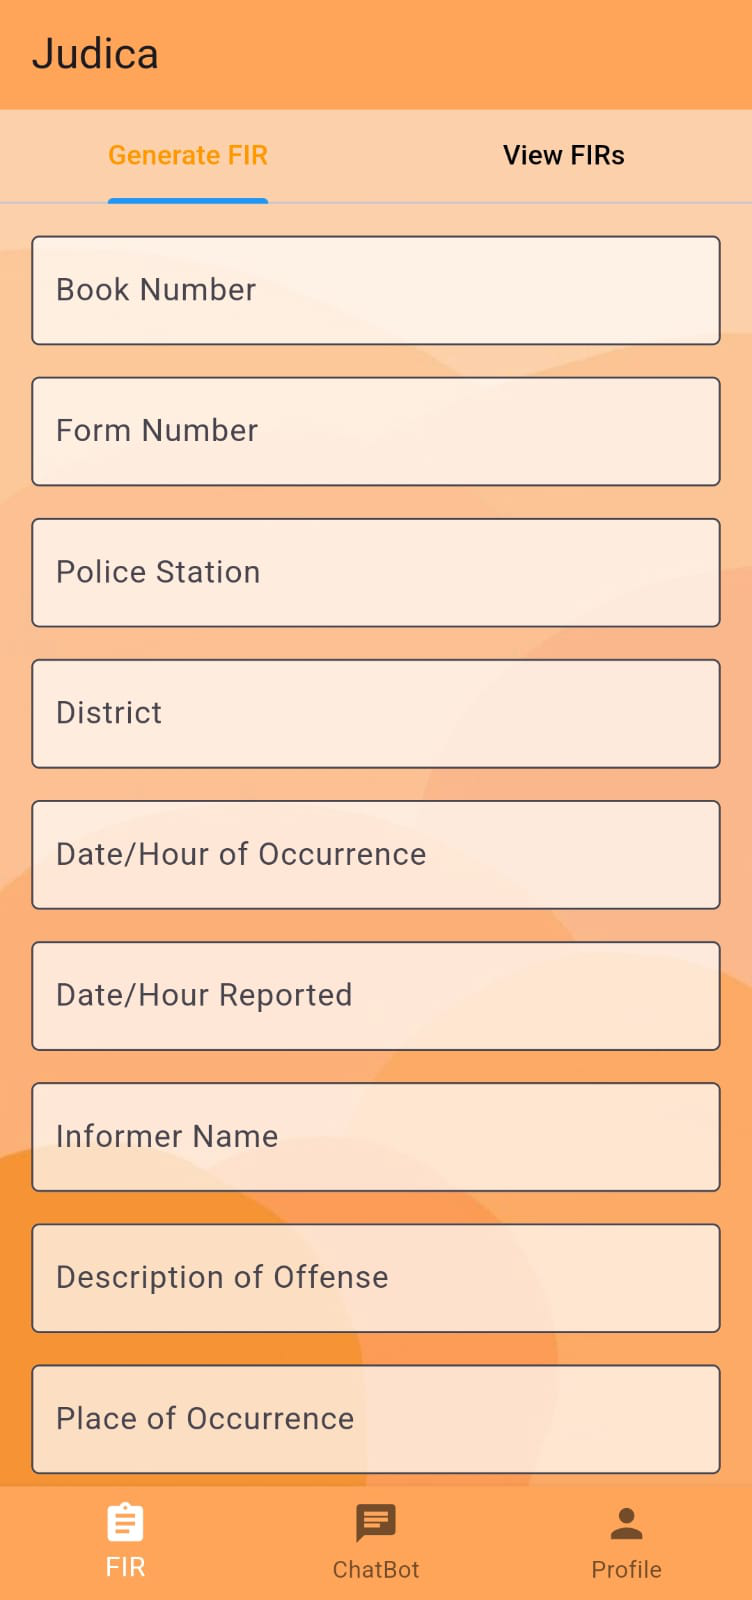 Judica
Generate FIR
View FIRs
Book Number
Form Number
Police Station
District
Date/Hour of Occurrence
Date/Hour Reported
Informer Name
Description of Offense
Place of Occurrence
FIR
ChatBot
Profile